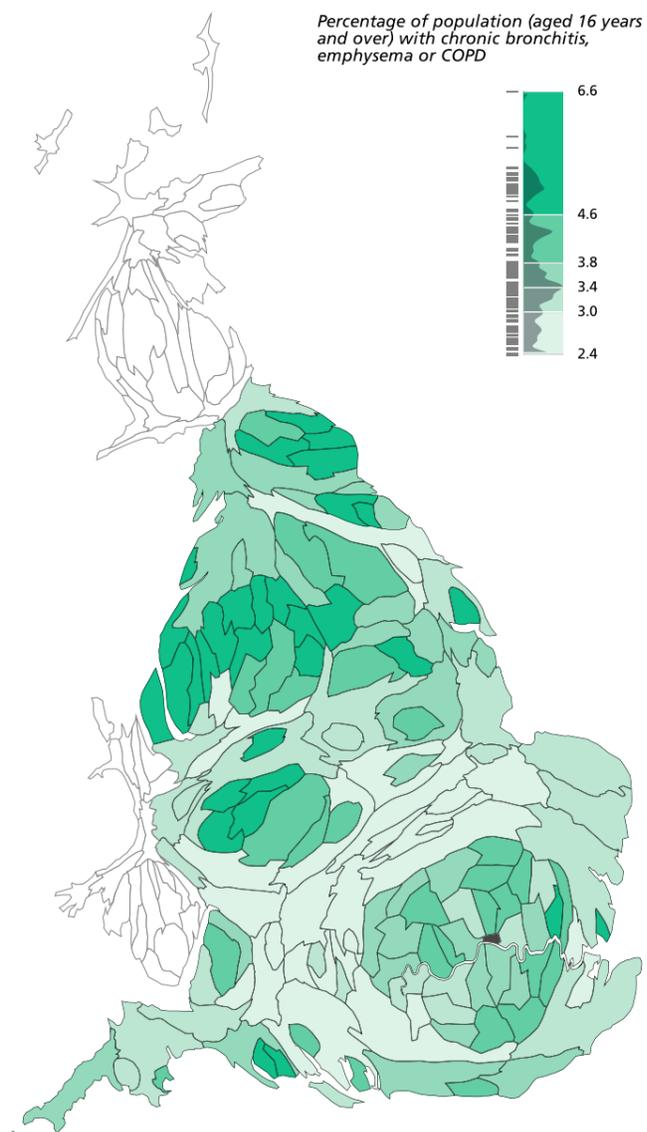 Percentage of population (aged 16 years
and over) with chronic bronchitis,
emphysema or COPD
6.6
4.6
3.8
3.4
3.0
2.4